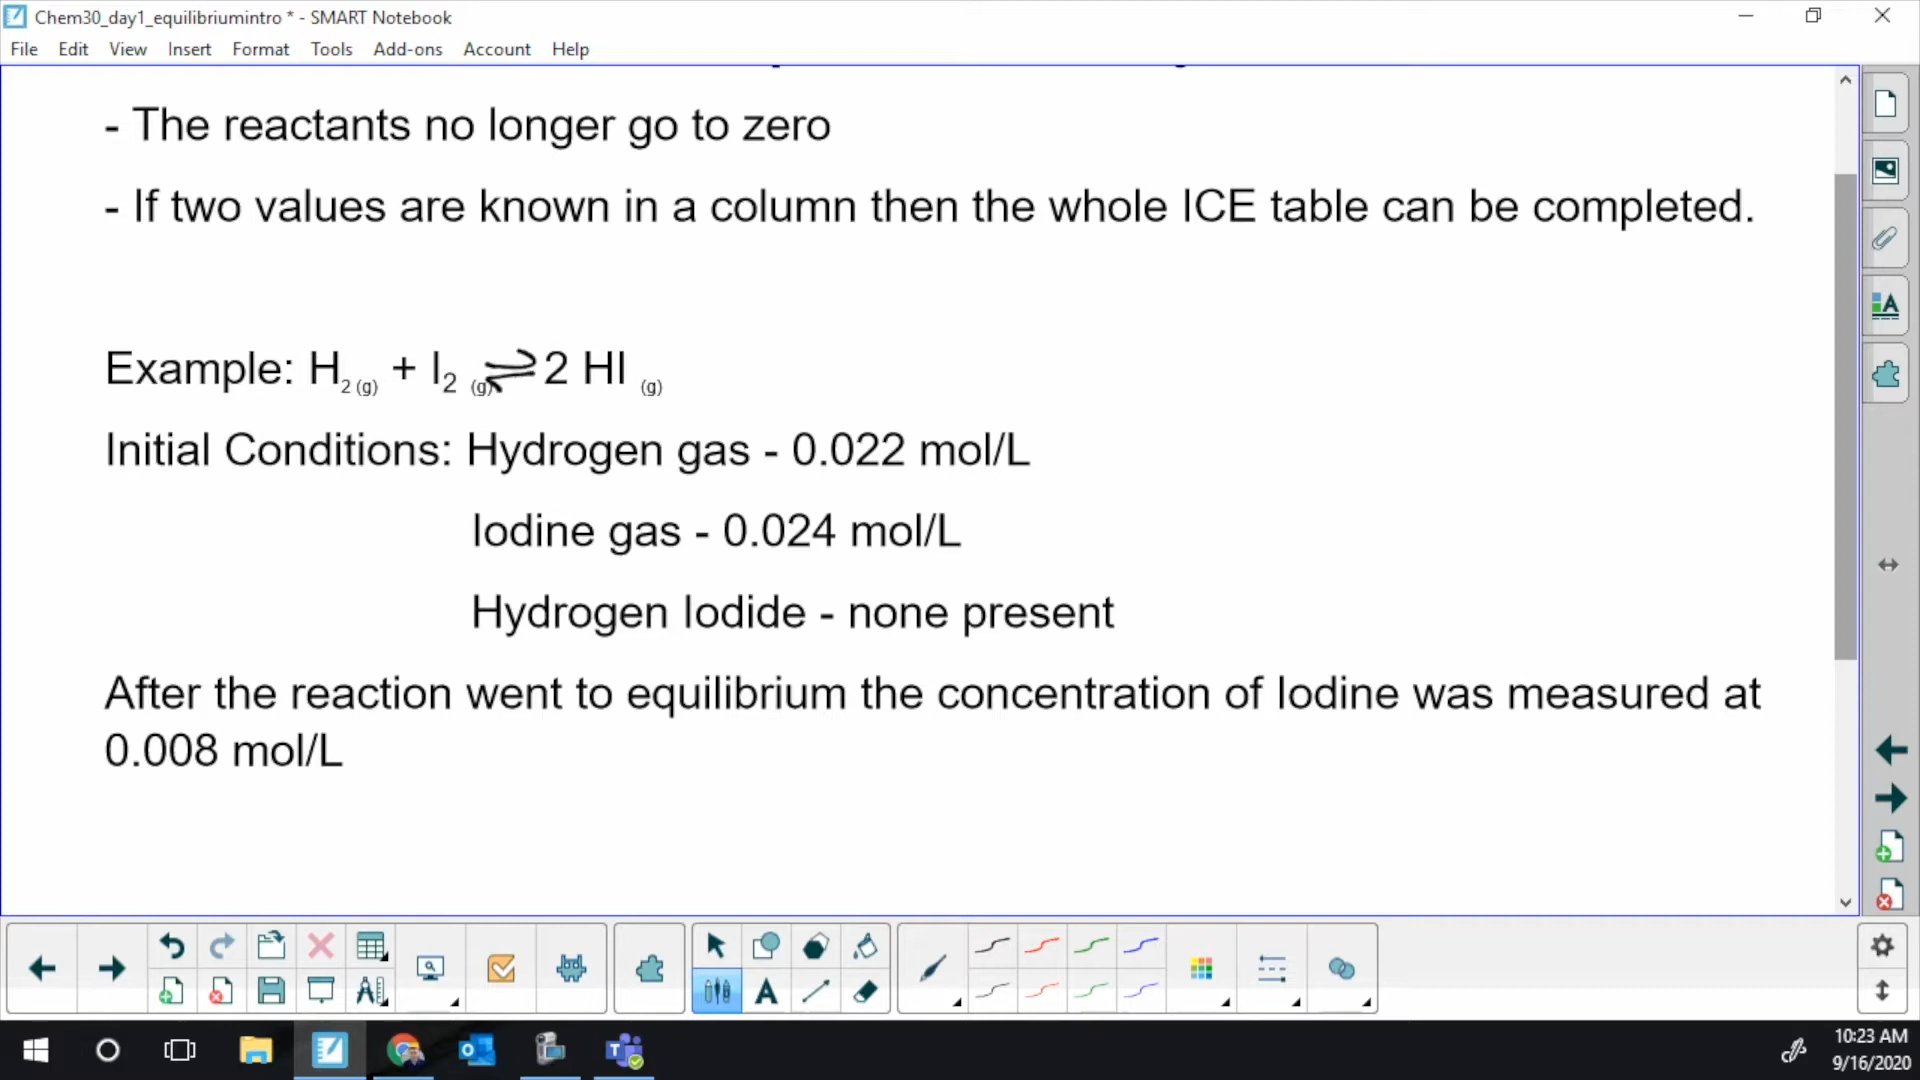 Chem30_day1_equilibriumintro * - SMART Notebook
File Edit View Insert Format Tools Add-ons Account Help
- The reactants no longer go to zero
- If two values are known in a column then the whole ICE table can be completed.
Example: H2 (g) + I2 (g) ⇌ 2 HI (g)
Initial Conditions: Hydrogen gas - 0.022 mol/L
Iodine gas - 0.024 mol/L
Hydrogen Iodide - none present
After the reaction went to equilibrium the concentration of Iodine was measured at
0.008 mol/L
10:23 AM
9/16/2020